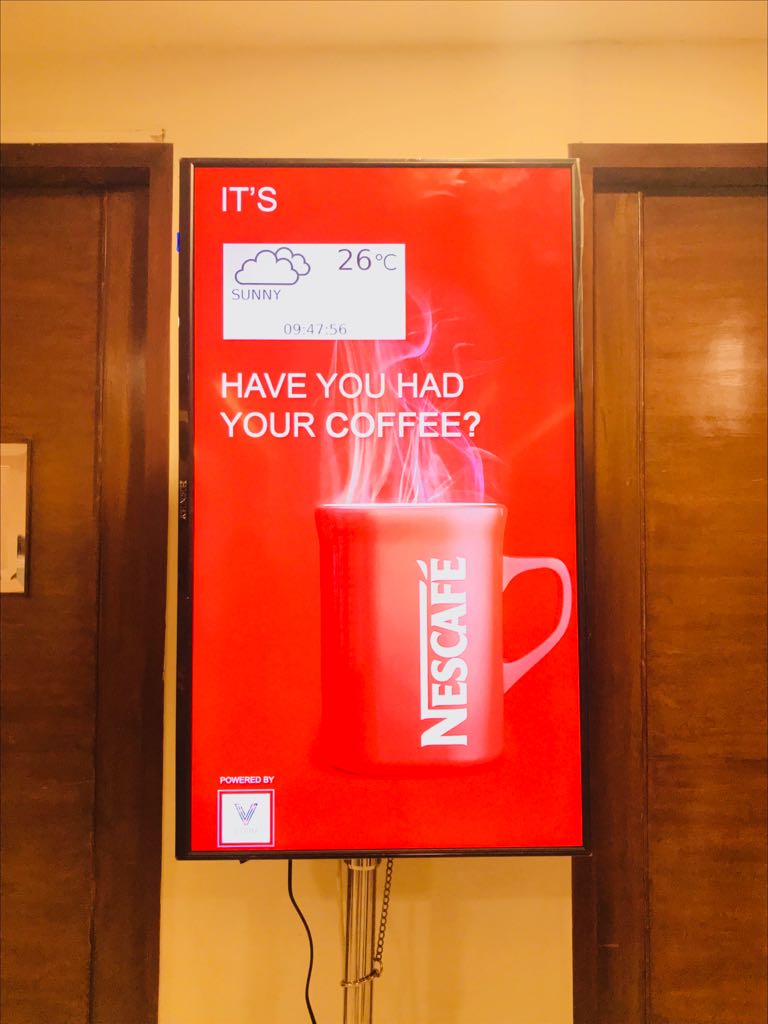 IT'S
26°C
SUNNY
09:47:56
HAVE YOU HAD
YOUR COFFEE?
NESCAFÉ
POWERED BY
V